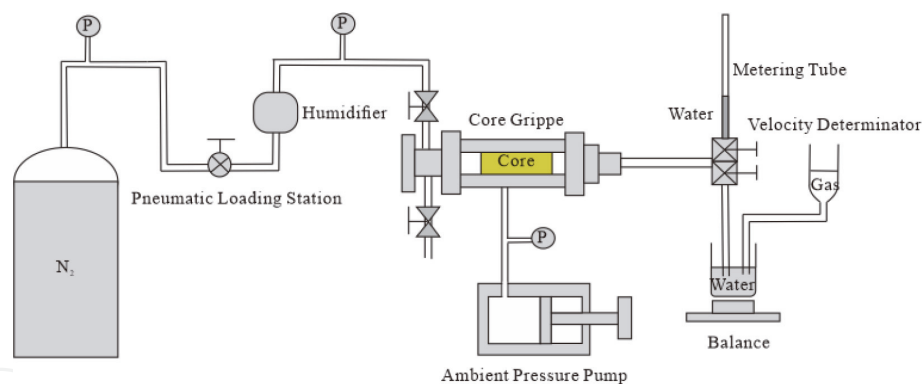 P
P
Metering Tube
Humidifier
Water
Core Grippe
Velocity Determinator
Core
Pneumatic Loading Station
Gas
P
N₂
Water
Balance
Ambient Pressure Pump